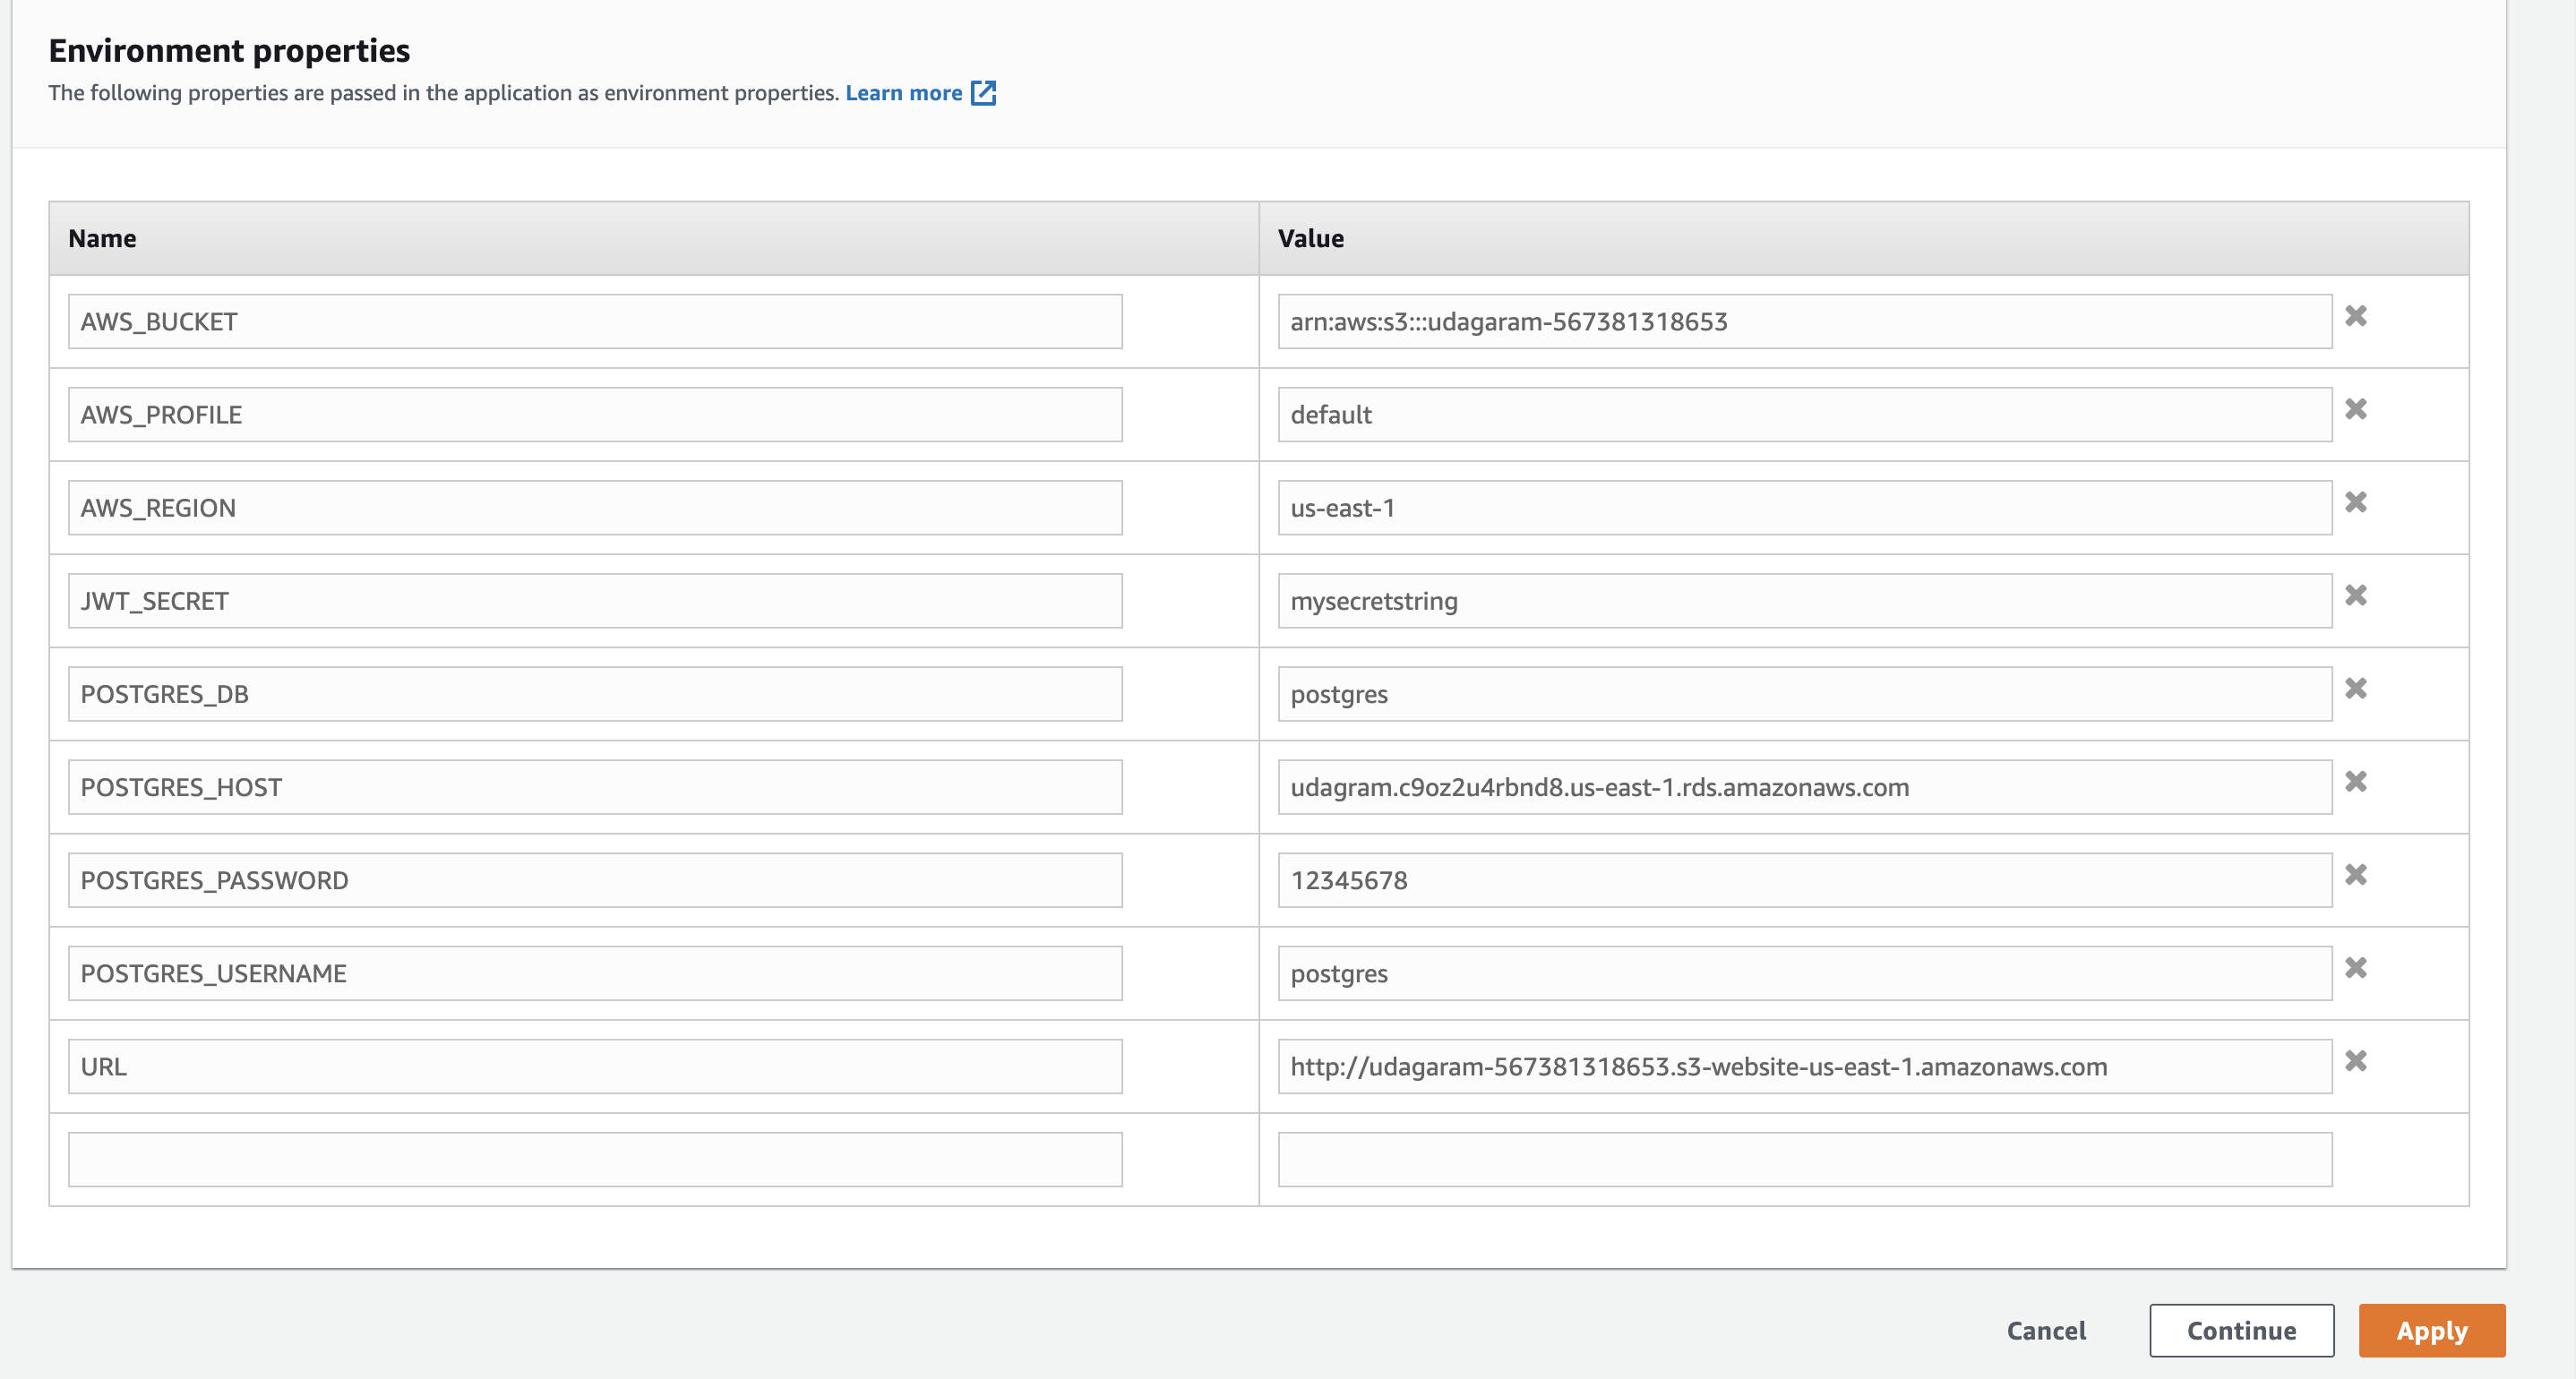 Environment properties
The following properties are passed in the application as environment properties. Learn more
Name Value
AWS_BUCKET arn:aws:s3:::udagaram-567381318653
AWS_PROFILE default
AWS_REGION us-east-1
JWT_SECRET mysecretstring
POSTGRES_DB postgres
POSTGRES_HOST udagram.c9oz2u4rbnd8.us-east-1.rds.amazonaws.com
POSTGRES_PASSWORD 12345678
POSTGRES_USERNAME postgres
URL http://udagaram-567381318653.s3-website-us-east-1.amazonaws.com
Cancel Continue Apply